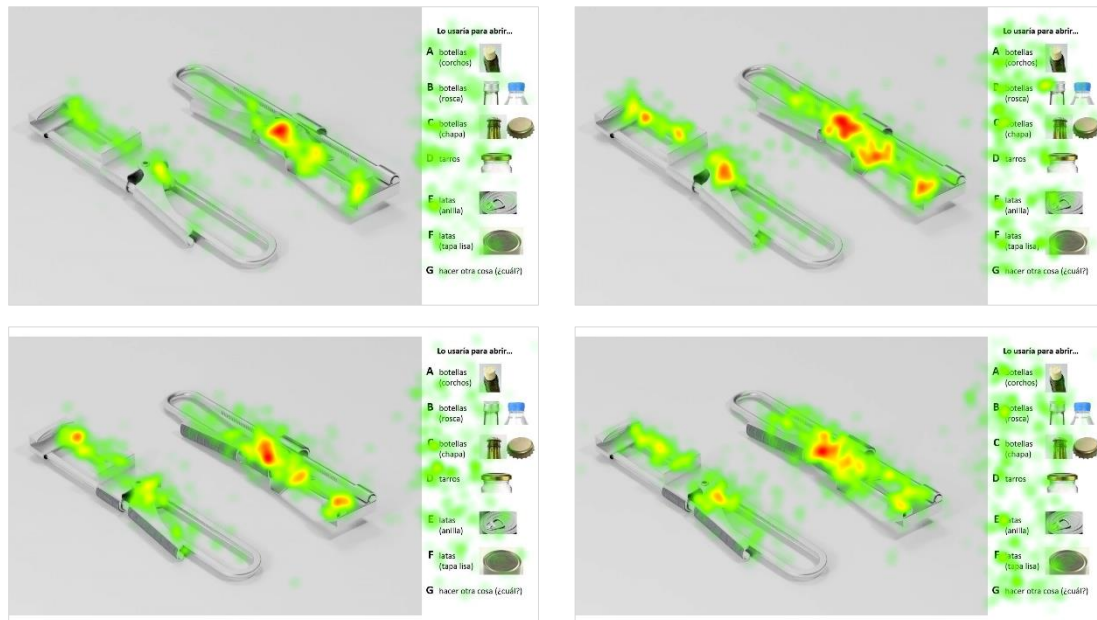 Lo usaría para abrir...
A botellas
(corchos)
B botellas
(rosca)
C botellas
(chapa)
D tarros
E latas
(anilla)
F latas
(tapa lisa)
G hacer otra cosa (¿cuál?)
Lo usaría para abrir...
A botellas
(corchos)
B botellas
(rosca)
C botellas
(chapa)
D tarros
E latas
(anilla)
F latas
(tapa lisa)
G hacer otra cosa (¿cuál?)
Lo usaría para abrir...
A botellas
(corchos)
B botellas
(rosca)
C botellas
(chapa)
D tarros
E latas
(anilla)
F latas
(tapa lisa)
G hacer otra cosa (¿cuál?)
Lo usaría para abrir...
A botellas
(corchos)
B botellas
(rosca)
C botellas
(chapa)
D tarros
E latas
(anilla)
F latas
(tapa lisa)
G hacer otra cosa (¿cuál?)